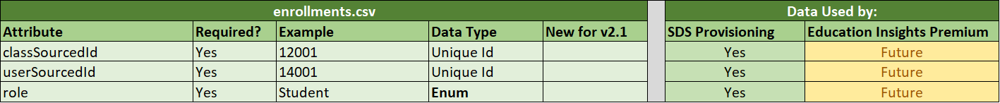 enrollments.csv Data Used by:
Attribute Required? Example Data Type New for v2.1 SDS Provisioning Education Insights Premium
classSourcedId Yes 12001 Unique Id Yes Future
userSourcedId Yes 14001 Unique Id Yes Future
role Yes Student Enum Yes Future